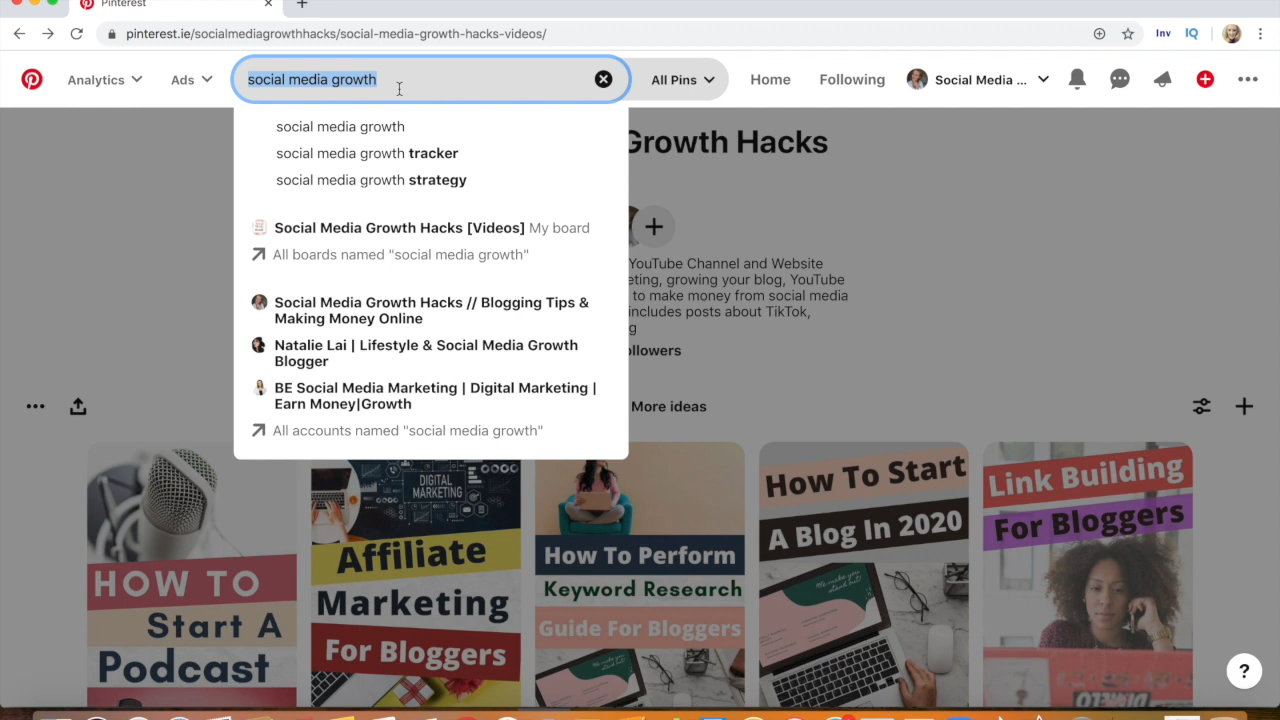 Pinterest
pinterest.ie/socialmediagrowthhacks/social-media-growth-hacks-videos/
Inv
IQ
Analytics
Ads
social media growth
All Pins
Home
Following
Social Media ...
social media growth
social media growth tracker
social media growth strategy
Social Media Growth Hacks [Videos] My board
All boards named "social media growth"
Social Media Growth Hacks // Blogging Tips &
Making Money Online
Natalie Lai | Lifestyle & Social Media Growth
Blogger
BE Social Media Marketing | Digital Marketing |
Earn Money|Growth
All accounts named "social media growth"
Growth Hacks
YouTube Channel and Website
eting, growing your blog, YouTube
to make money from social media
includes posts about TikTok,
g
ollowers
More ideas
HOW TO
Start A
Podcast
DIGITAL
MARKETING
Affiliate
Marketing
For Bloggers
How To Perform
Keyword Research
Guide For Bloggers
How To Start
A Blog In 2020
Link Building
For Bloggers
?